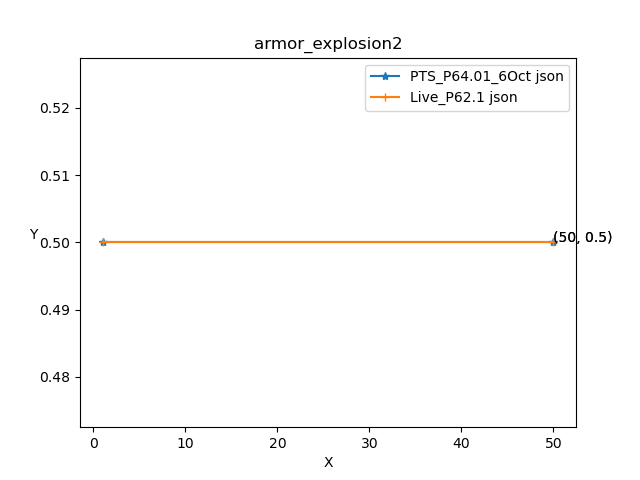 armor_explosion2
PTS_P64.01_6Oct json
Live_P62.1 json
0.52
0.51
Y
0.50
(50, 0.5)
0.49
0.48
0 10 20 30 40 50
X